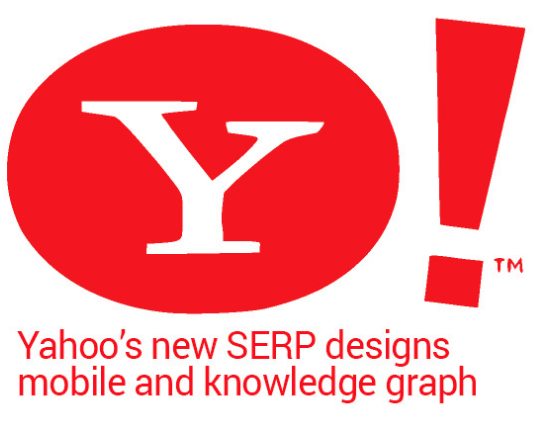 Y!
TM
Yahoo's new SERP designs
mobile and knowledge graph